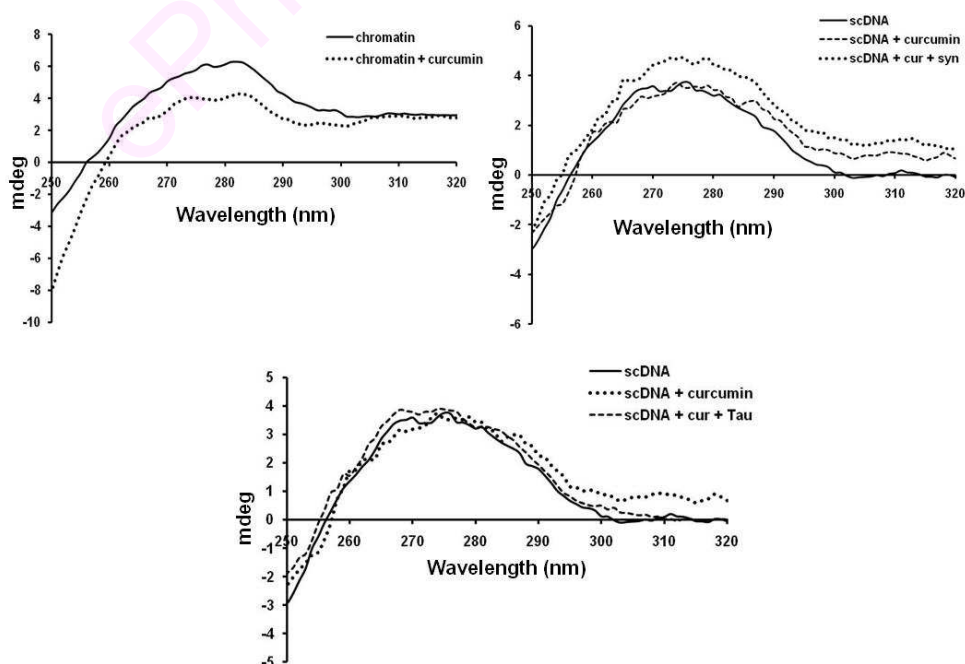 ePri
8
6
4
2
0
-2
-4
-6
-8
-10
250 260 270 280 290 300 310 320
mdeg
Wavelength (nm)
chromatin
chromatin + curcumin
6
4
2
0
-2
-4
-6
250 260 270 280 290 300 310 320
mdeg
Wavelength (nm)
scDNA
scDNA + curcumin
scDNA + cur + syn
5
4
3
2
1
0
-1
-2
-3
-4
-5
250 260 270 280 290 300 310 320
mdeg
Wavelength (nm)
scDNA
scDNA + curcumin
scDNA + cur + Tau